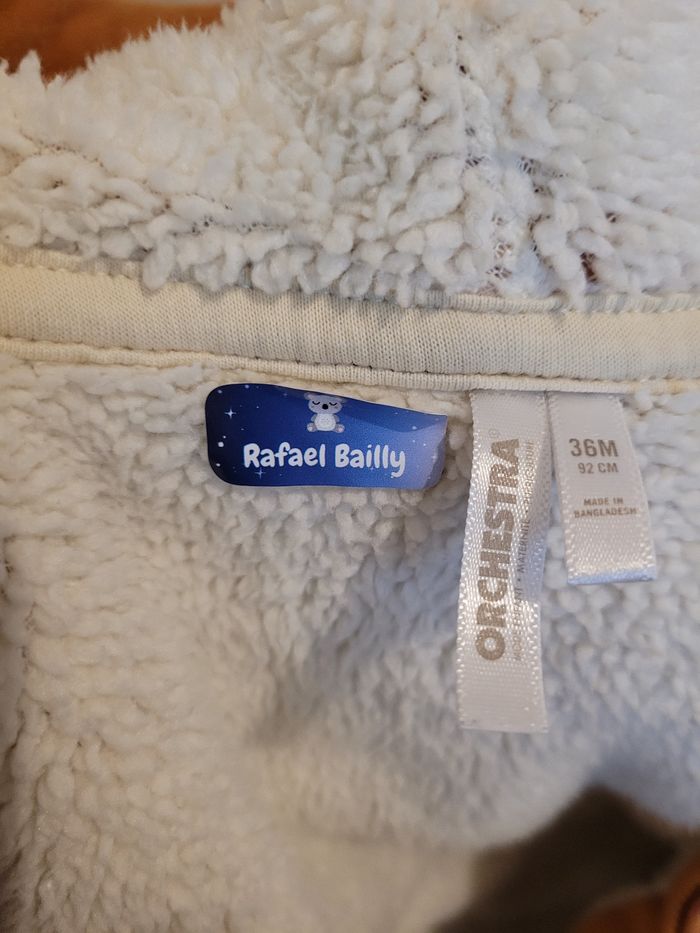 Rafael Bailly
ORCHESTRA®
36M
92 CM
MADE IN
BANGLADESH